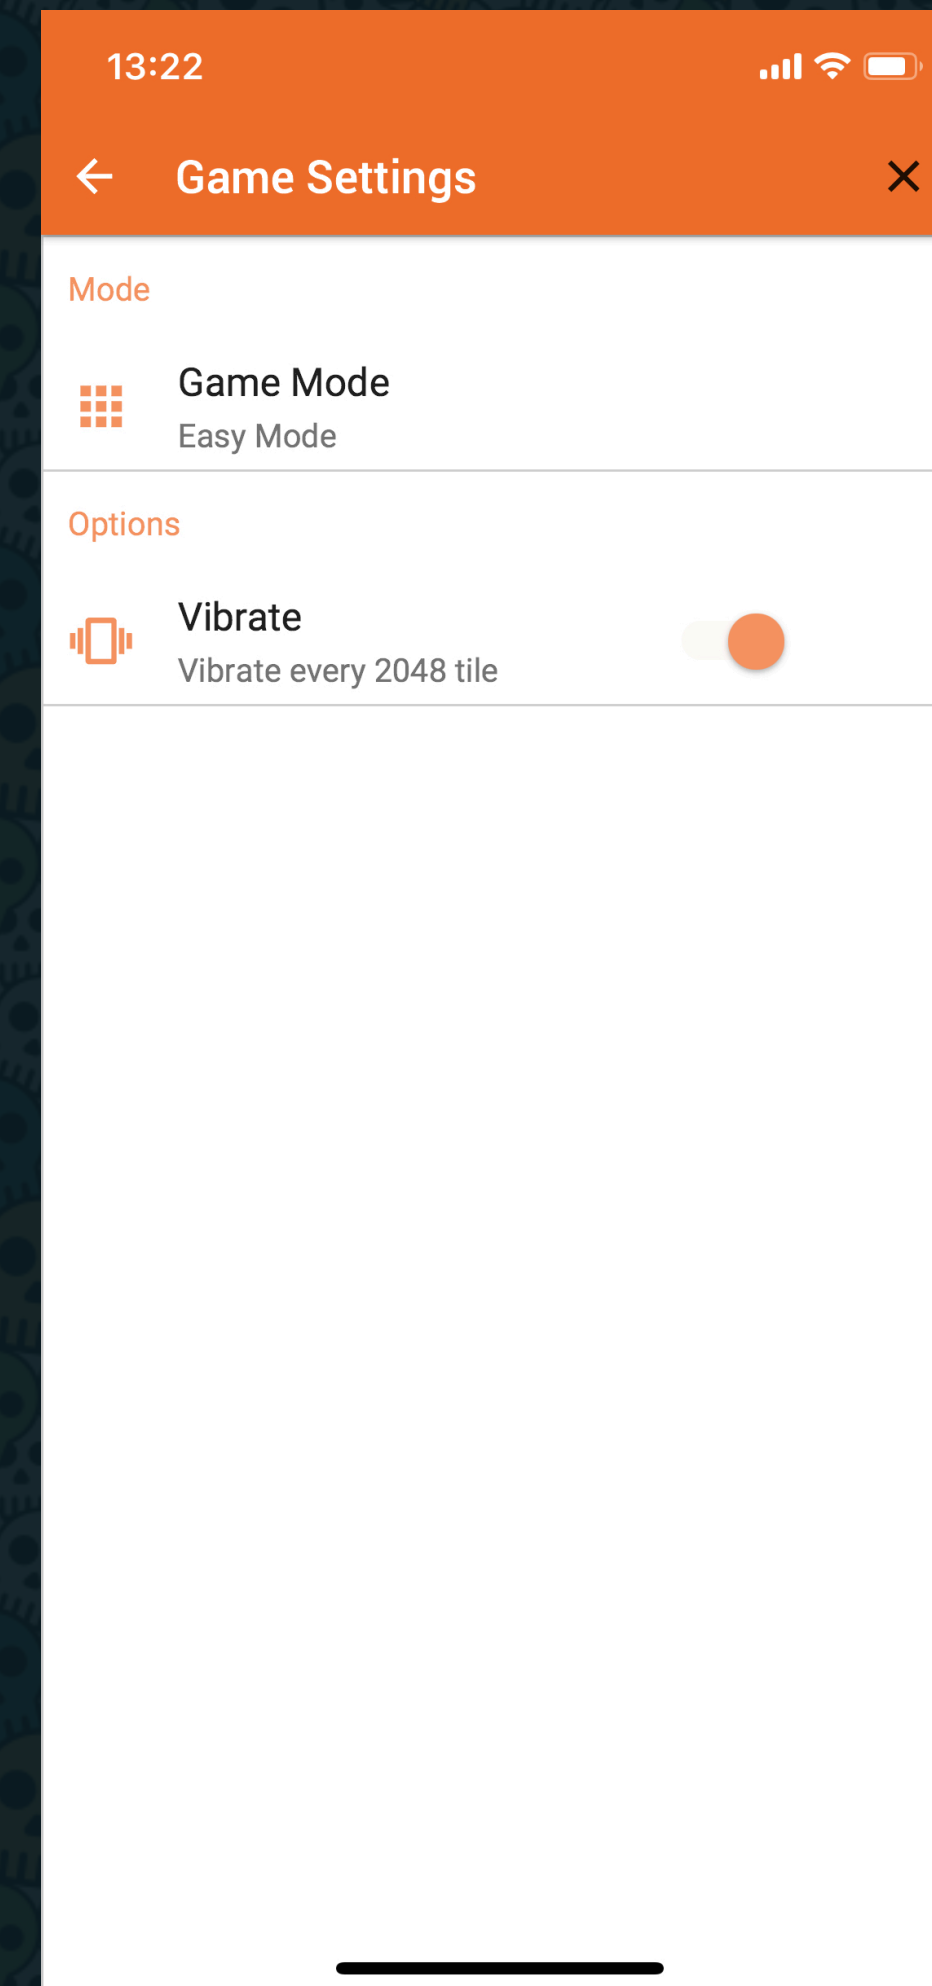 13:22
Game Settings
Mode
Game Mode
Easy Mode
Options
Vibrate
Vibrate every 2048 tile